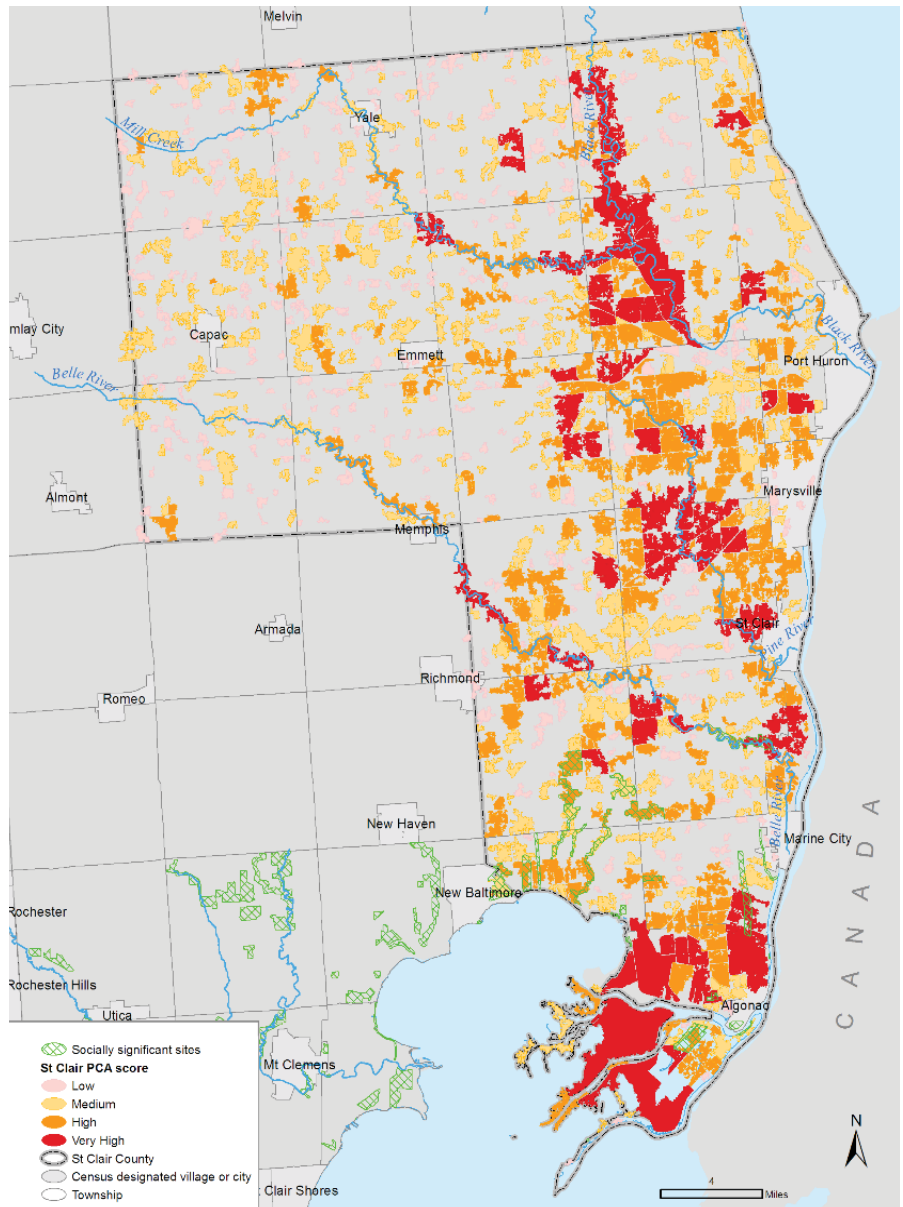 Melvin
Mill Creek
Yale
Black River
mlay City
Capac
Emmett
Black River
Port Huron
Belle River
Almont
Marysville
Memphis
Armada
St Clair
Pine River
Richmond
Romeo
Belle River
New Haven
Marine City
CANADA
New Baltimore
Rochester
Rochester Hills
Utica
Algonac
Mt Clemens
Socially significant sites
St Clair PCA score
Low
Medium
High
Very High
St Clair County
Census designated village or city
Township
t Clair Shores
N
4
Miles